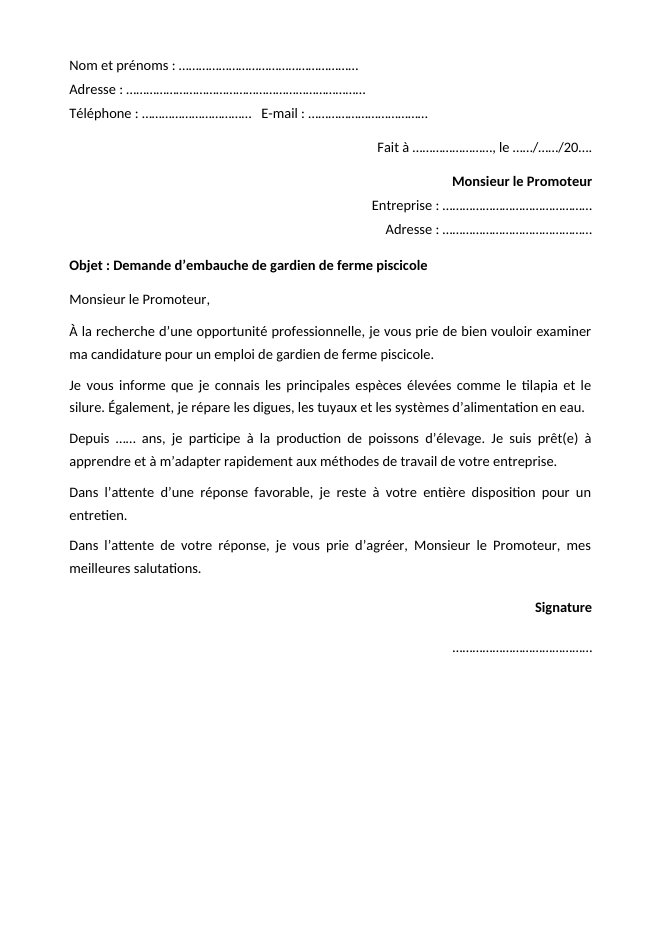 Nom et prénoms : ………………………………………………
Adresse : ………………………………………………………………
Téléphone : …………………………… E-mail : ………………………………
Fait à ……………………, le ……/……/20….
Monsieur le Promoteur
Entreprise : ………………………………………
Adresse : ………………………………………
Objet : Demande d’embauche de gardien de ferme piscicole
Monsieur le Promoteur,
À la recherche d’une opportunité professionnelle, je vous prie de bien vouloir examiner
ma candidature pour un emploi de gardien de ferme piscicole.
Je vous informe que je connais les principales espèces élevées comme le tilapia et le
silure. Également, je répare les digues, les tuyaux et les systèmes d’alimentation en eau.
Depuis …… ans, je participe à la production de poissons d’élevage. Je suis prêt(e) à
apprendre et à m’adapter rapidement aux méthodes de travail de votre entreprise.
Dans l’attente d’une réponse favorable, je reste à votre entière disposition pour un
entretien.
Dans l’attente de votre réponse, je vous prie d’agréer, Monsieur le Promoteur, mes
meilleures salutations.
Signature
……………………………………